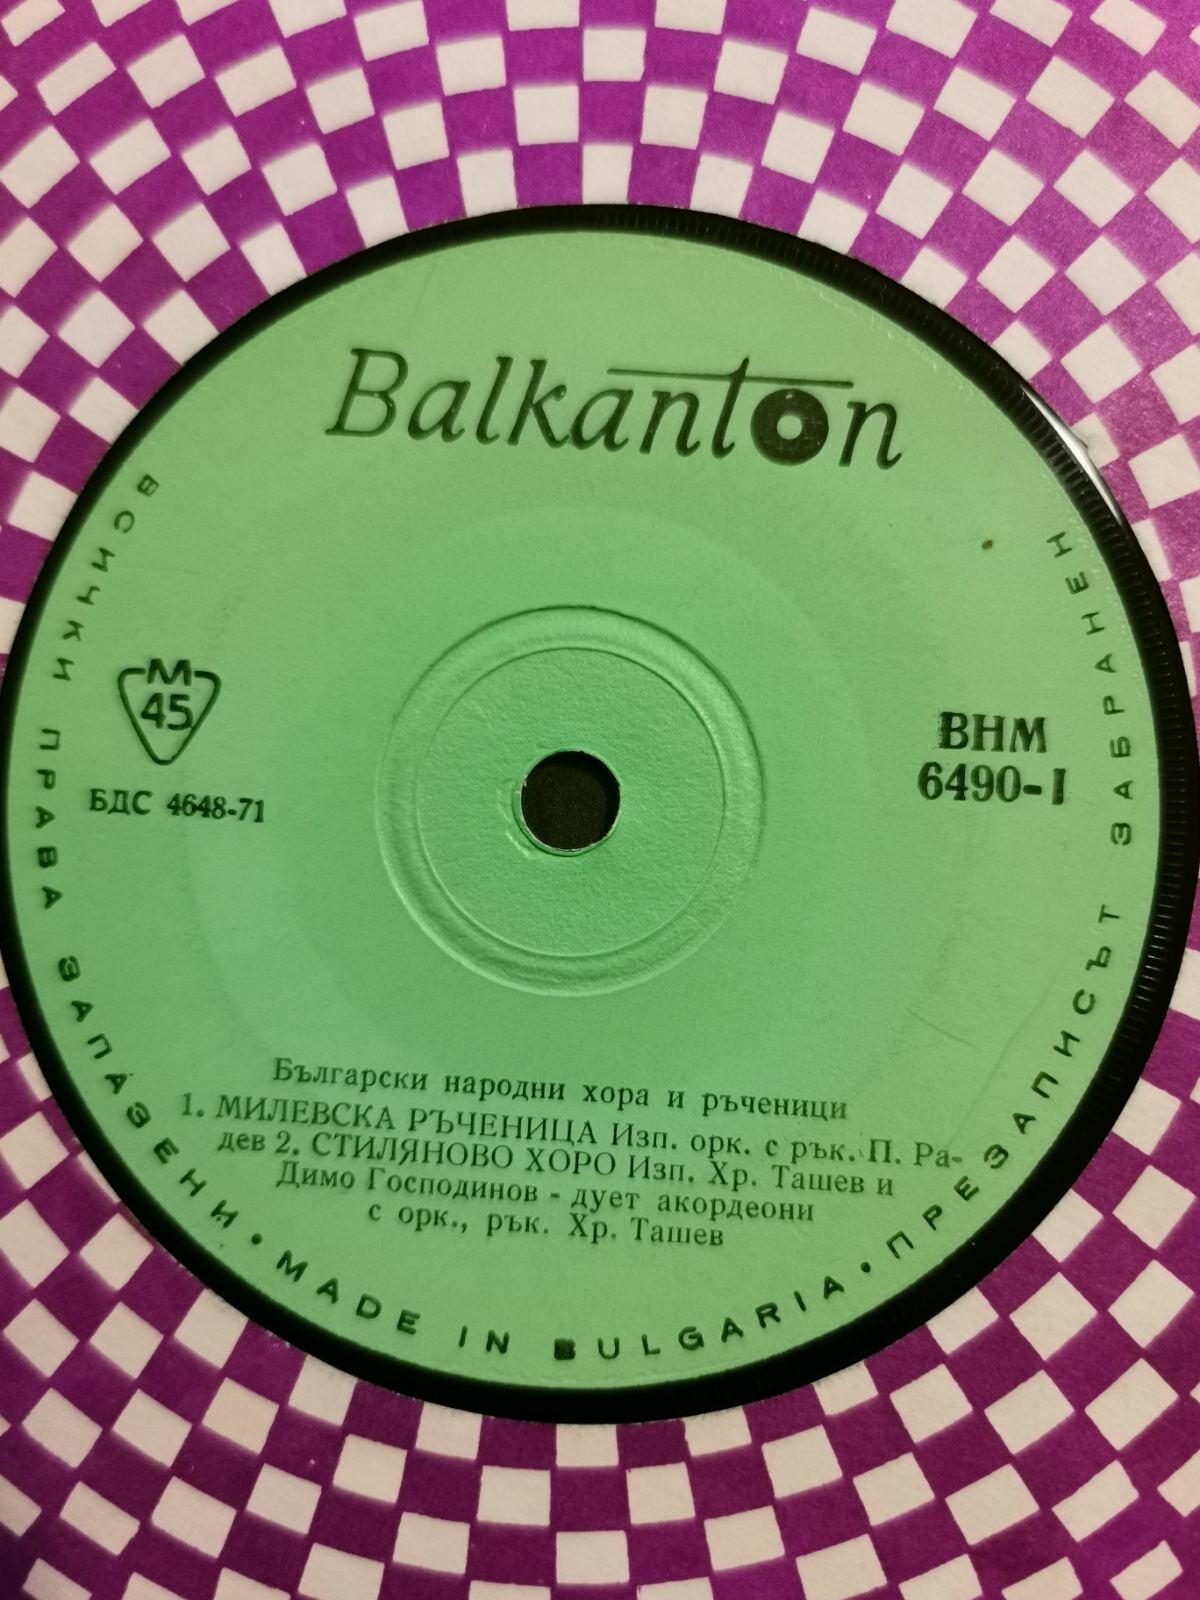 Balkanton
М
45
БДС 4648-71
ВНМ
6490-I
Български народни хора и ръченици
1. МИЛЕВСКА РЪЧЕНИЦА Изп. орк. с рък. П. Ра-
дев 2. СТИЛЯНОВО ХОРО Изп. Хр. Ташев и
Димо Господинов - дует акордеони
с орк., рък. Хр. Ташев
ВСИЧКИ ПРАВА ЗАПАЗЕНИ • MADE IN BULGARIA • ПРЕЗАПИСЪТ ЗАБРАНЕН